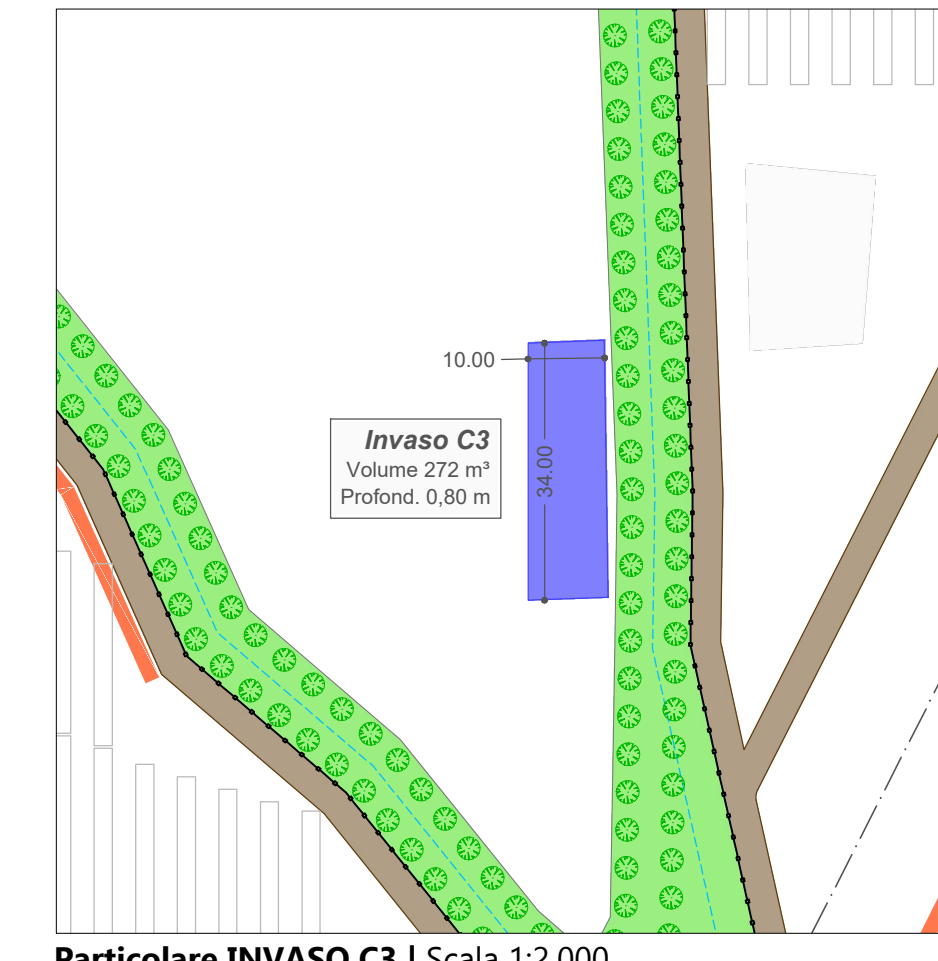 10.00
Invaso C3
Volume 272 m³
Profond. 0,80 m
34.00
Particolare INVASO C3 | Scala 1:2.000